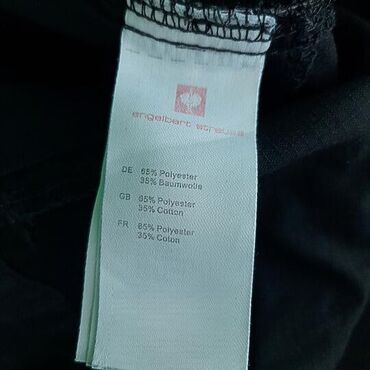 engelbert strauss
DE 65% Polyester
35% Baumwolle
GB 65% Polyester
35% Cotton
FR 65% Polyester
35% Coton